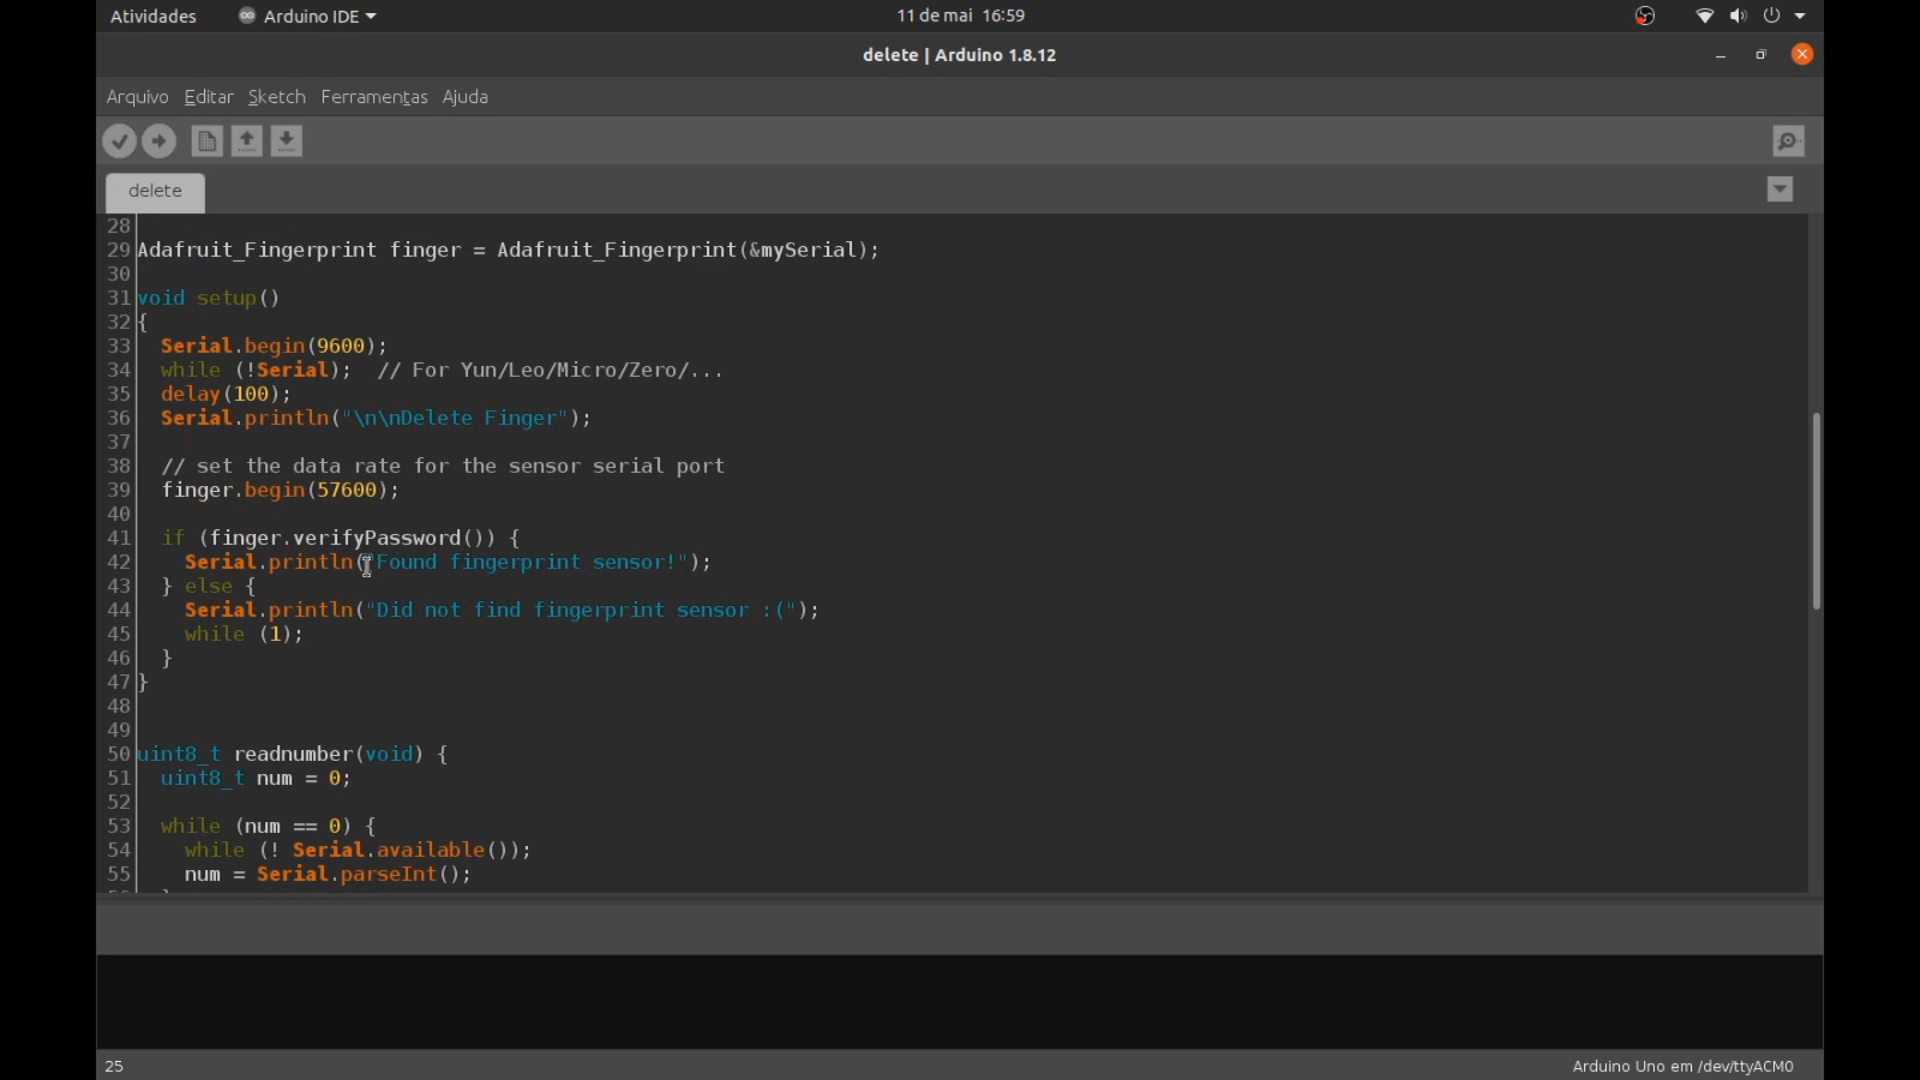 Atividades Arduino IDE 11 de mai 16:59
delete | Arduino 1.8.12
Arquivo Editar Sketch Ferramentas Ajuda
delete
28
29 Adafruit_Fingerprint finger = Adafruit_Fingerprint(&mySerial);
30
31 void setup()
32 {
33   Serial.begin(9600);
34   while (!Serial);  // For Yun/Leo/Micro/Zero/...
35   delay(100);
36   Serial.println("\n\nDelete Finger");
37
38   // set the data rate for the sensor serial port
39   finger.begin(57600);
40
41   if (finger.verifyPassword()) {
42     Serial.println("Found fingerprint sensor!");
43   } else {
44     Serial.println("Did not find fingerprint sensor :(");
45     while (1);
46   }
47 }
48
49
50 uint8_t readnumber(void) {
51   uint8_t num = 0;
52
53   while (num == 0) {
54     while (! Serial.available());
55     num = Serial.parseInt();
25 Arduino Uno em /dev/ttyACM0